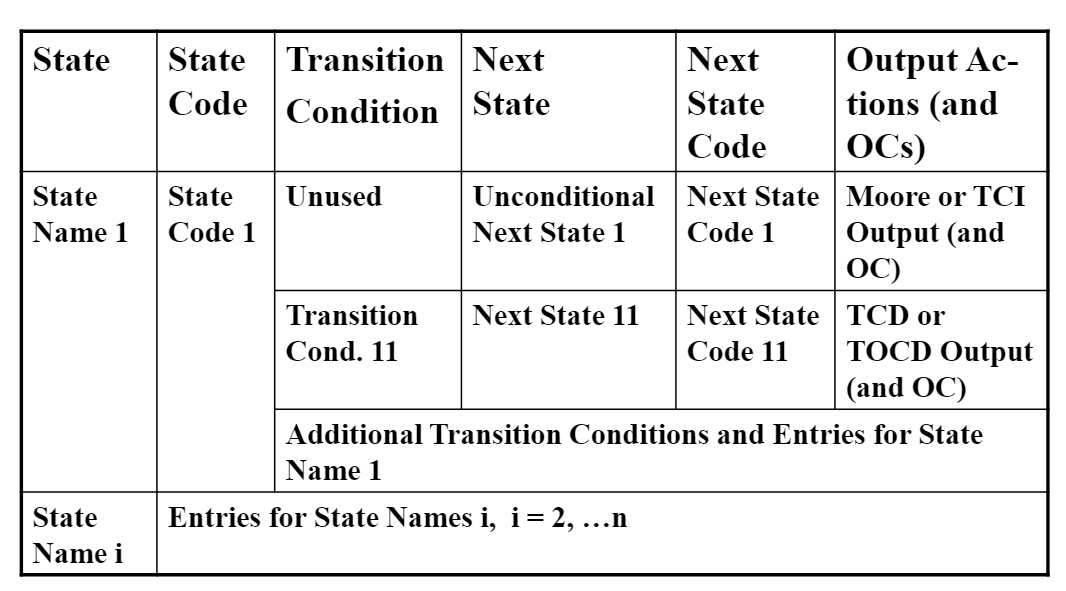 State
State
Code
Transition
Condition
Next
State
Next
State
Code
Output Ac-
tions (and
OCs)
State
Name 1
State
Code 1
Unused
Unconditional
Next State 1
Next State
Code 1
Moore or TCI
Output (and
OC)
Transition
Cond. 11
Next State 11
Next State
Code 11
TCD or
TOCD Output
(and OC)
Additional Transition Conditions and Entries for State
Name 1
State
Name i
Entries for State Names i,  i = 2, …n